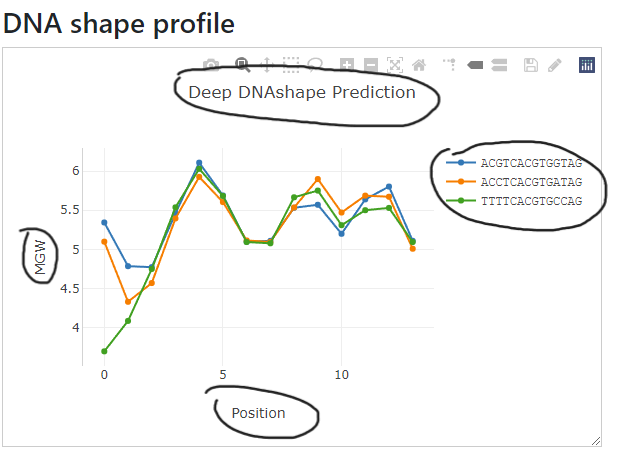 DNA shape profile
Deep DNAshape Prediction
ACGTCACGTGGTAG
ACCTCACGTGATAG
TTTTCACGTGCCAG
MGW
6
5.5
5
4.5
4
0 5 10
Position